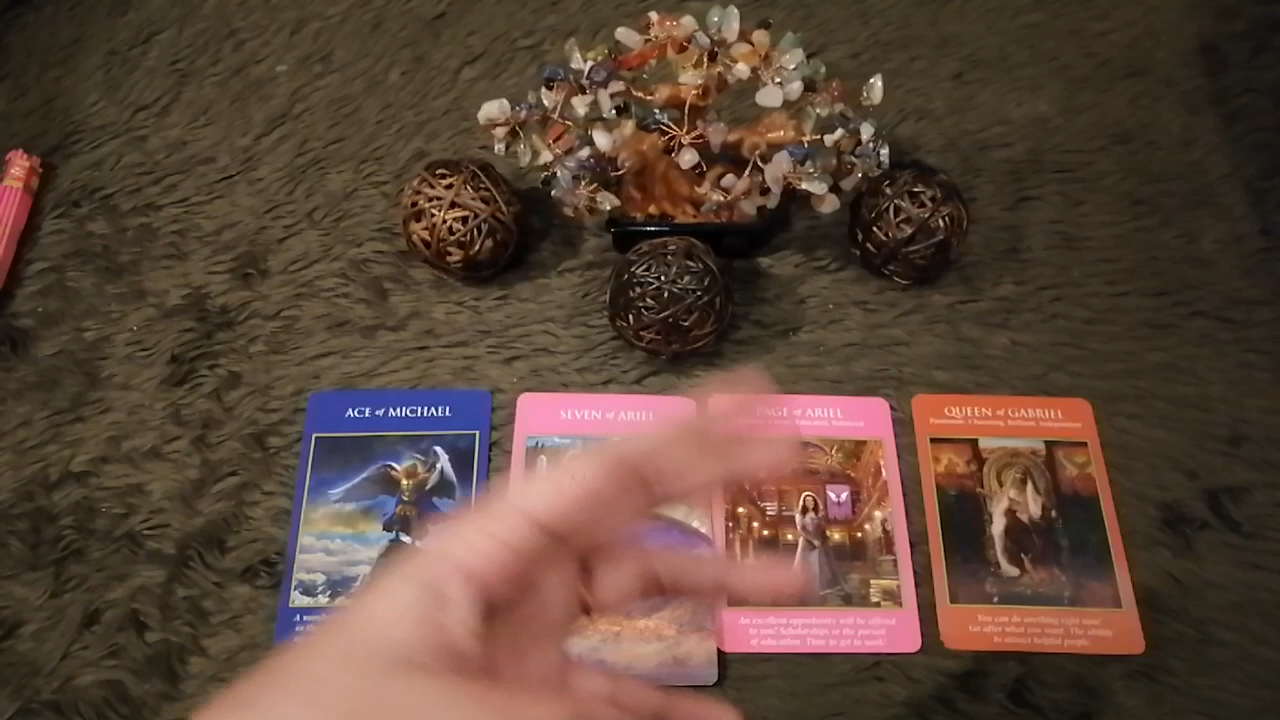 ACE of MICHAEL
SEVEN of ARIEL
PAGE of ARIEL
Educated, Balanced
QUEEN of GABRIEL
Passionate, Charming, Brilliant, Independent
An excellent opportunity will be offered
to you! Scholarships or the pursuit
of education. Time to get to work!
You can do anything right now!
Go after what you want. The ability
to attract helpful people.